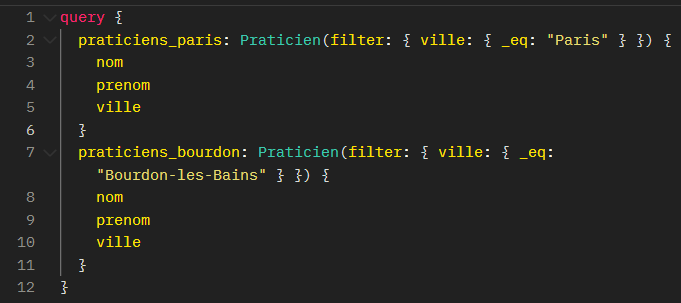 1 query {
2 praticiens_paris: Praticien(filter: { ville: { _eq: "Paris" } }) {
3 nom
4 prenom
5 ville
6 }
7 praticiens_bourdon: Praticien(filter: { ville: { _eq:
"Bourdon-les-Bains" } }) {
8 nom
9 prenom
10 ville
11 }
12 }